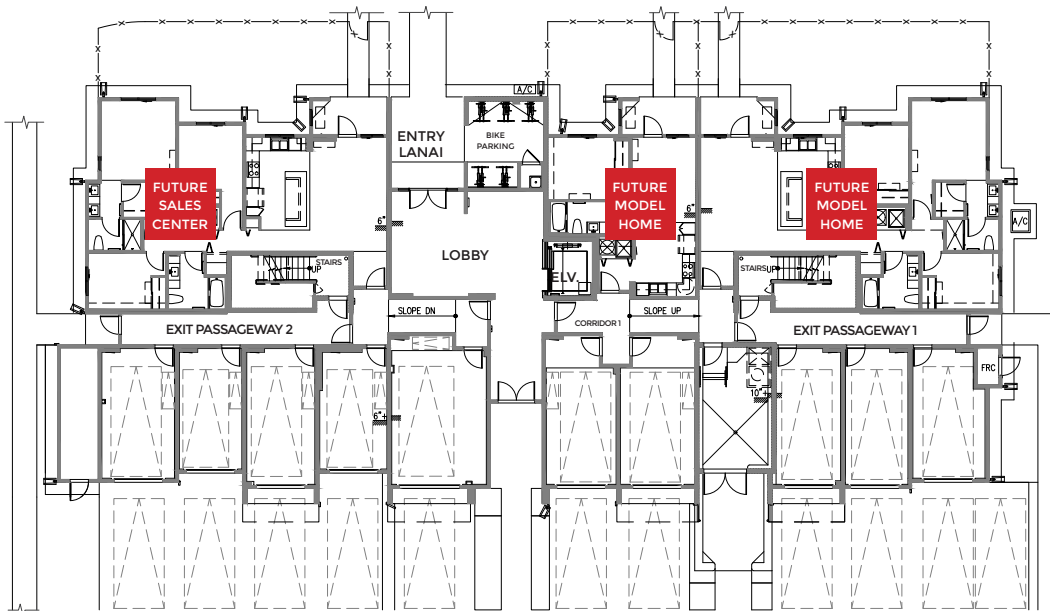 A/C
ENTRY
LANAI
BIKE
PARKING
FUTURE
SALES
CENTER
FUTURE
MODEL
HOME
FUTURE
MODEL
HOME
6"
6"
A/C
LOBBY
STAIRS
UP
ELV.
STAIRS
UP
SLOPE DN
SLOPE UP
CORRIDOR 1
EXIT PASSAGEWAY 2
EXIT PASSAGEWAY 1
FRC
10"+
6"+